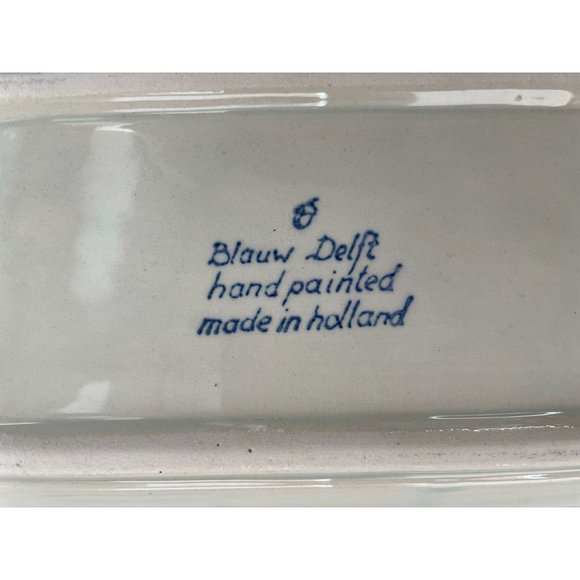 Blauw Delft
hand painted
made in holland